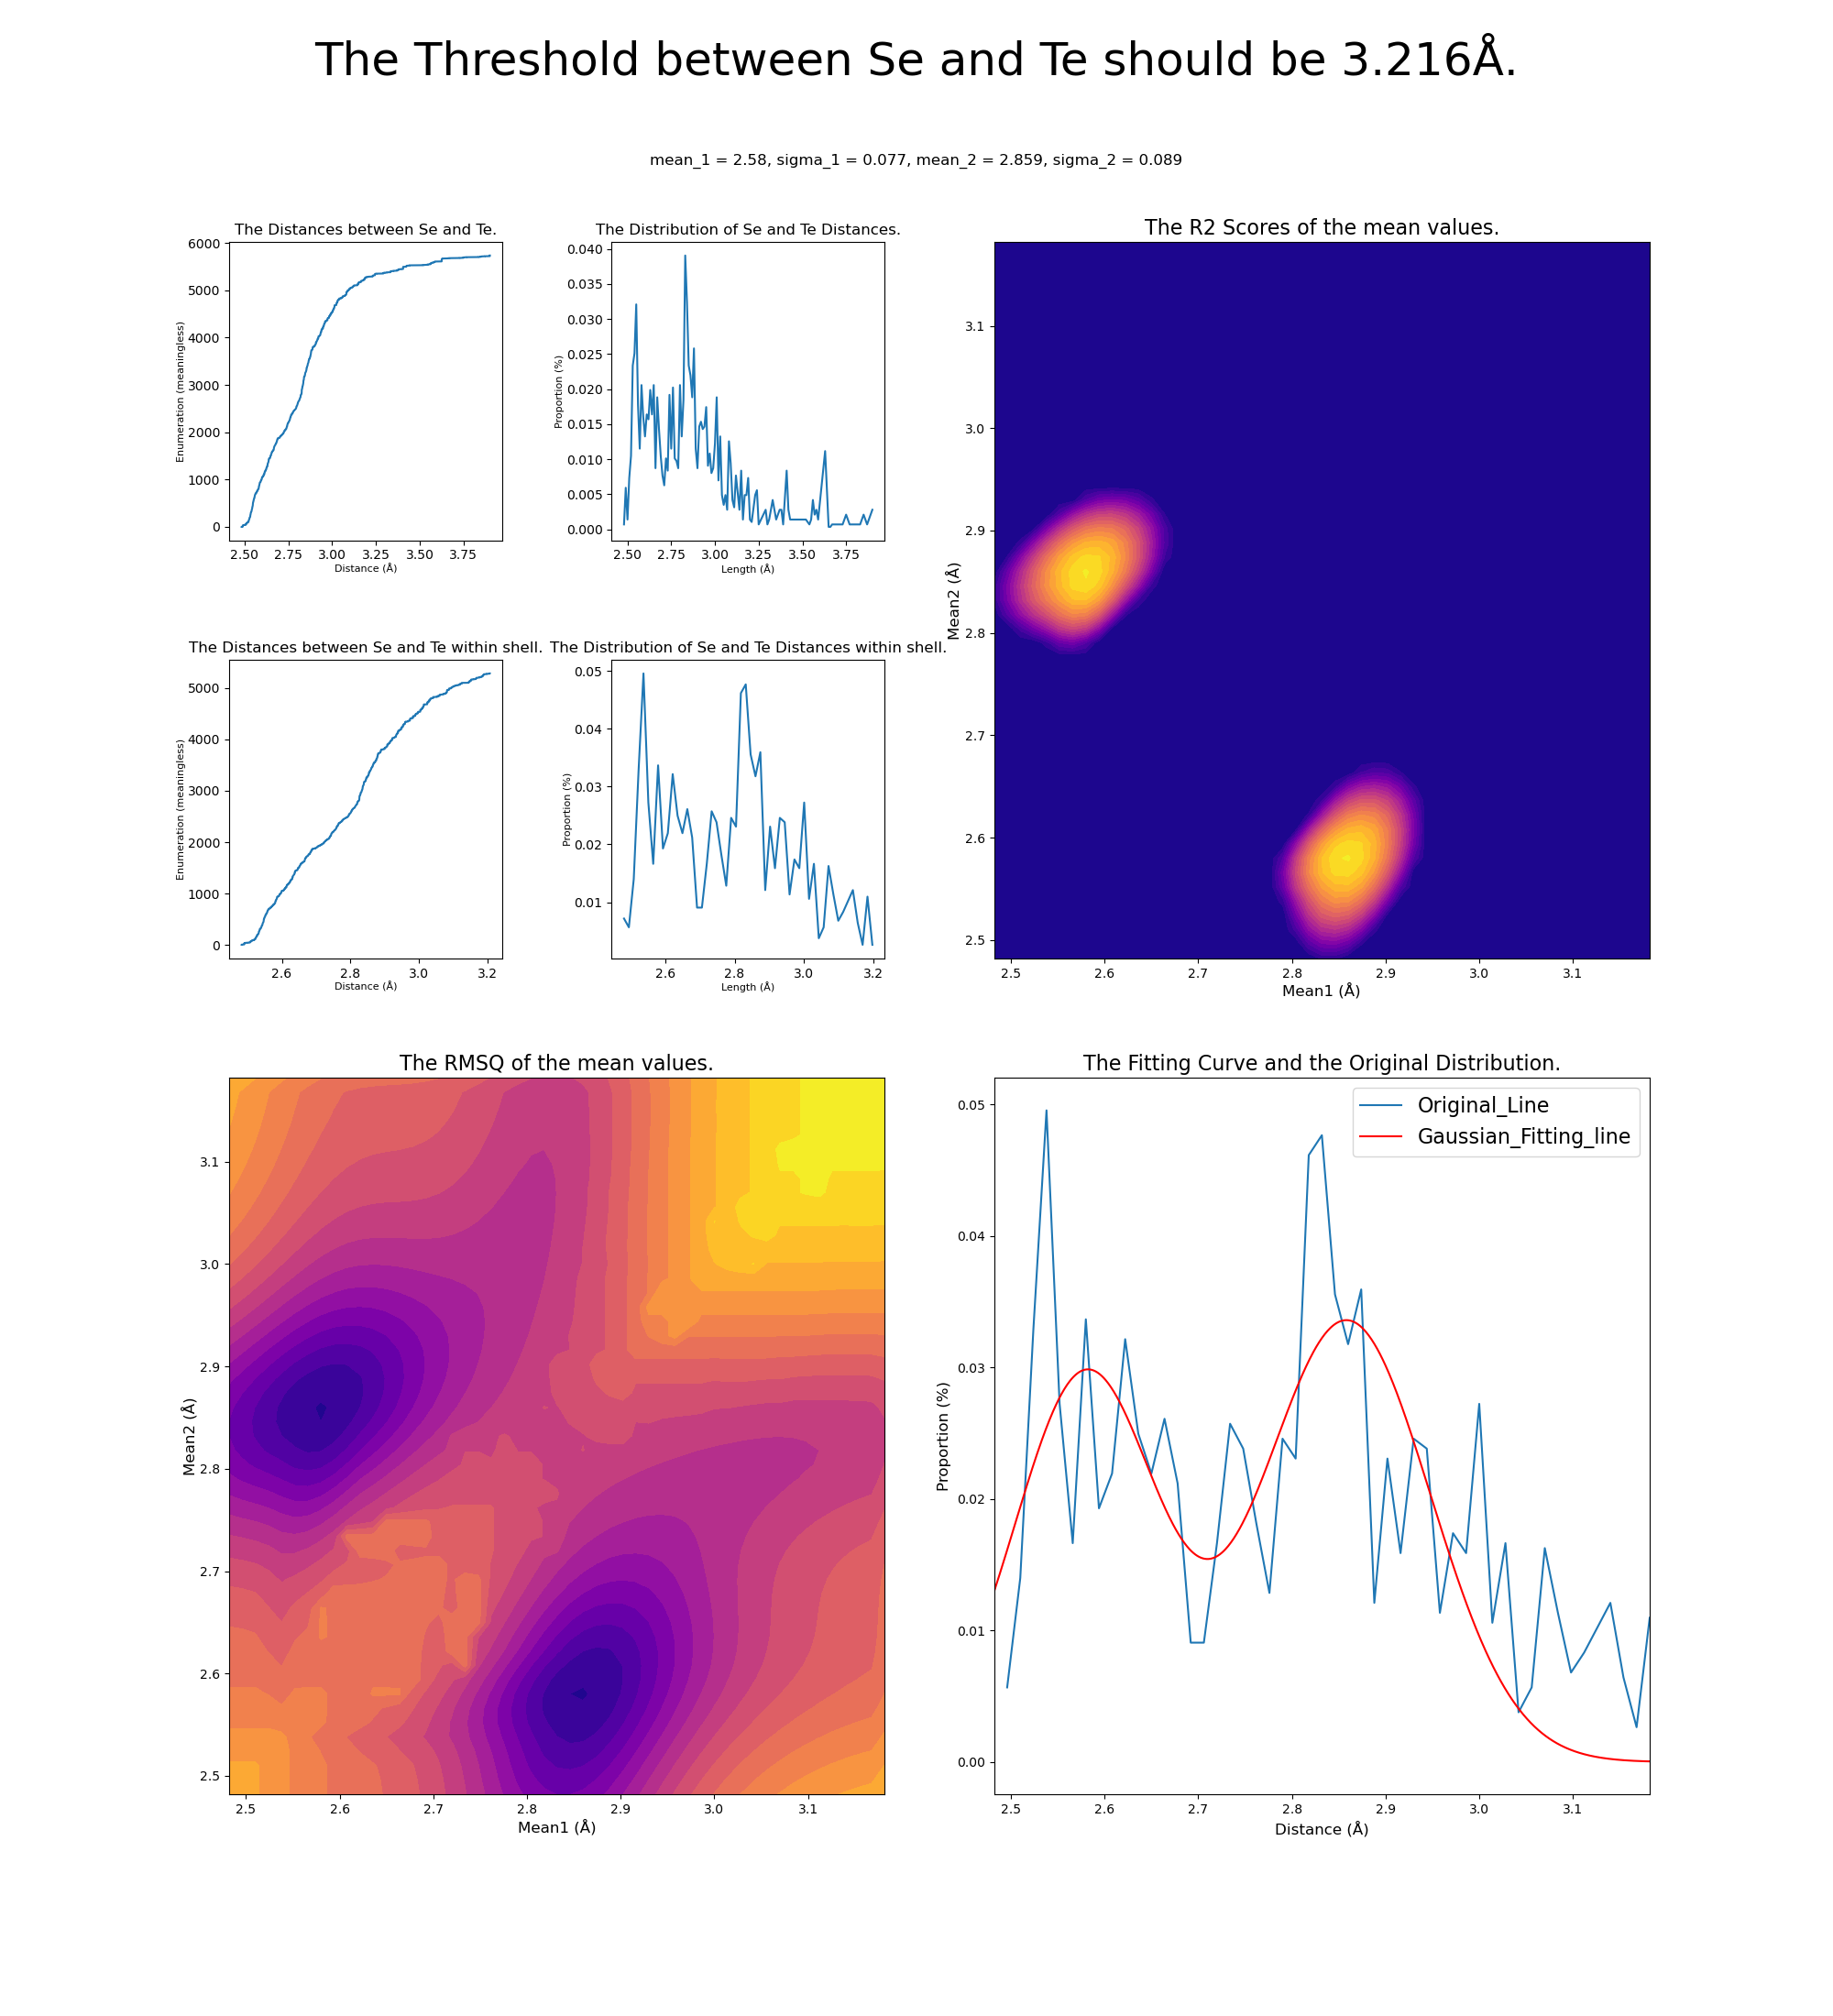 The Threshold between Se and Te should be 3.216Å.
mean_1 = 2.58, sigma_1 = 0.077, mean_2 = 2.859, sigma_2 = 0.089
The Distances between Se and Te.
6000
5000
4000
3000
2000
1000
0
Enumeration (meaningless)
2.50 2.75 3.00 3.25 3.50 3.75
Distance (Å)
The Distribution of Se and Te Distances.
0.040
0.035
0.030
0.025
0.020
0.015
0.010
0.005
0.000
Proportion (%)
2.50 2.75 3.00 3.25 3.50 3.75
Length (Å)
The R2 Scores of the mean values.
3.1
3.0
2.9
2.8
2.7
2.6
2.5
Mean2 (Å)
2.5 2.6 2.7 2.8 2.9 3.0 3.1
Mean1 (Å)
The Distances between Se and Te within shell.
5000
4000
3000
2000
1000
0
Enumeration (meaningless)
2.6 2.8 3.0 3.2
Distance (Å)
The Distribution of Se and Te Distances within shell.
0.05
0.04
0.03
0.02
0.01
Proportion (%)
2.6 2.8 3.0 3.2
Length (Å)
The RMSQ of the mean values.
3.1
3.0
2.9
2.8
2.7
2.6
2.5
Mean2 (Å)
2.5 2.6 2.7 2.8 2.9 3.0 3.1
Mean1 (Å)
The Fitting Curve and the Original Distribution.
Original_Line
Gaussian_Fitting_line
0.05
0.04
0.03
0.02
0.01
0.00
Proportion (%)
2.5 2.6 2.7 2.8 2.9 3.0 3.1
Distance (Å)